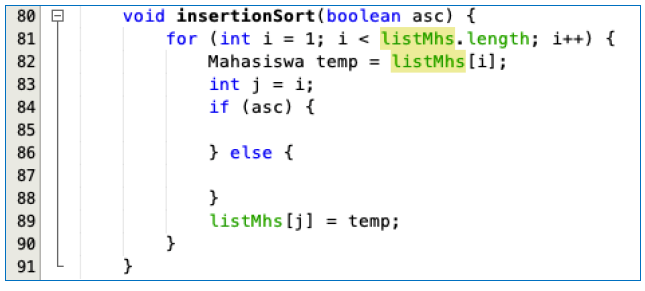 80 void insertionSort(boolean asc) {
81 for (int i = 1; i < listMhs.length; i++) {
82 Mahasiswa temp = listMhs[i];
83 int j = i;
84 if (asc) {
85
86 } else {
87
88 }
89 listMhs[j] = temp;
90 }
91 }